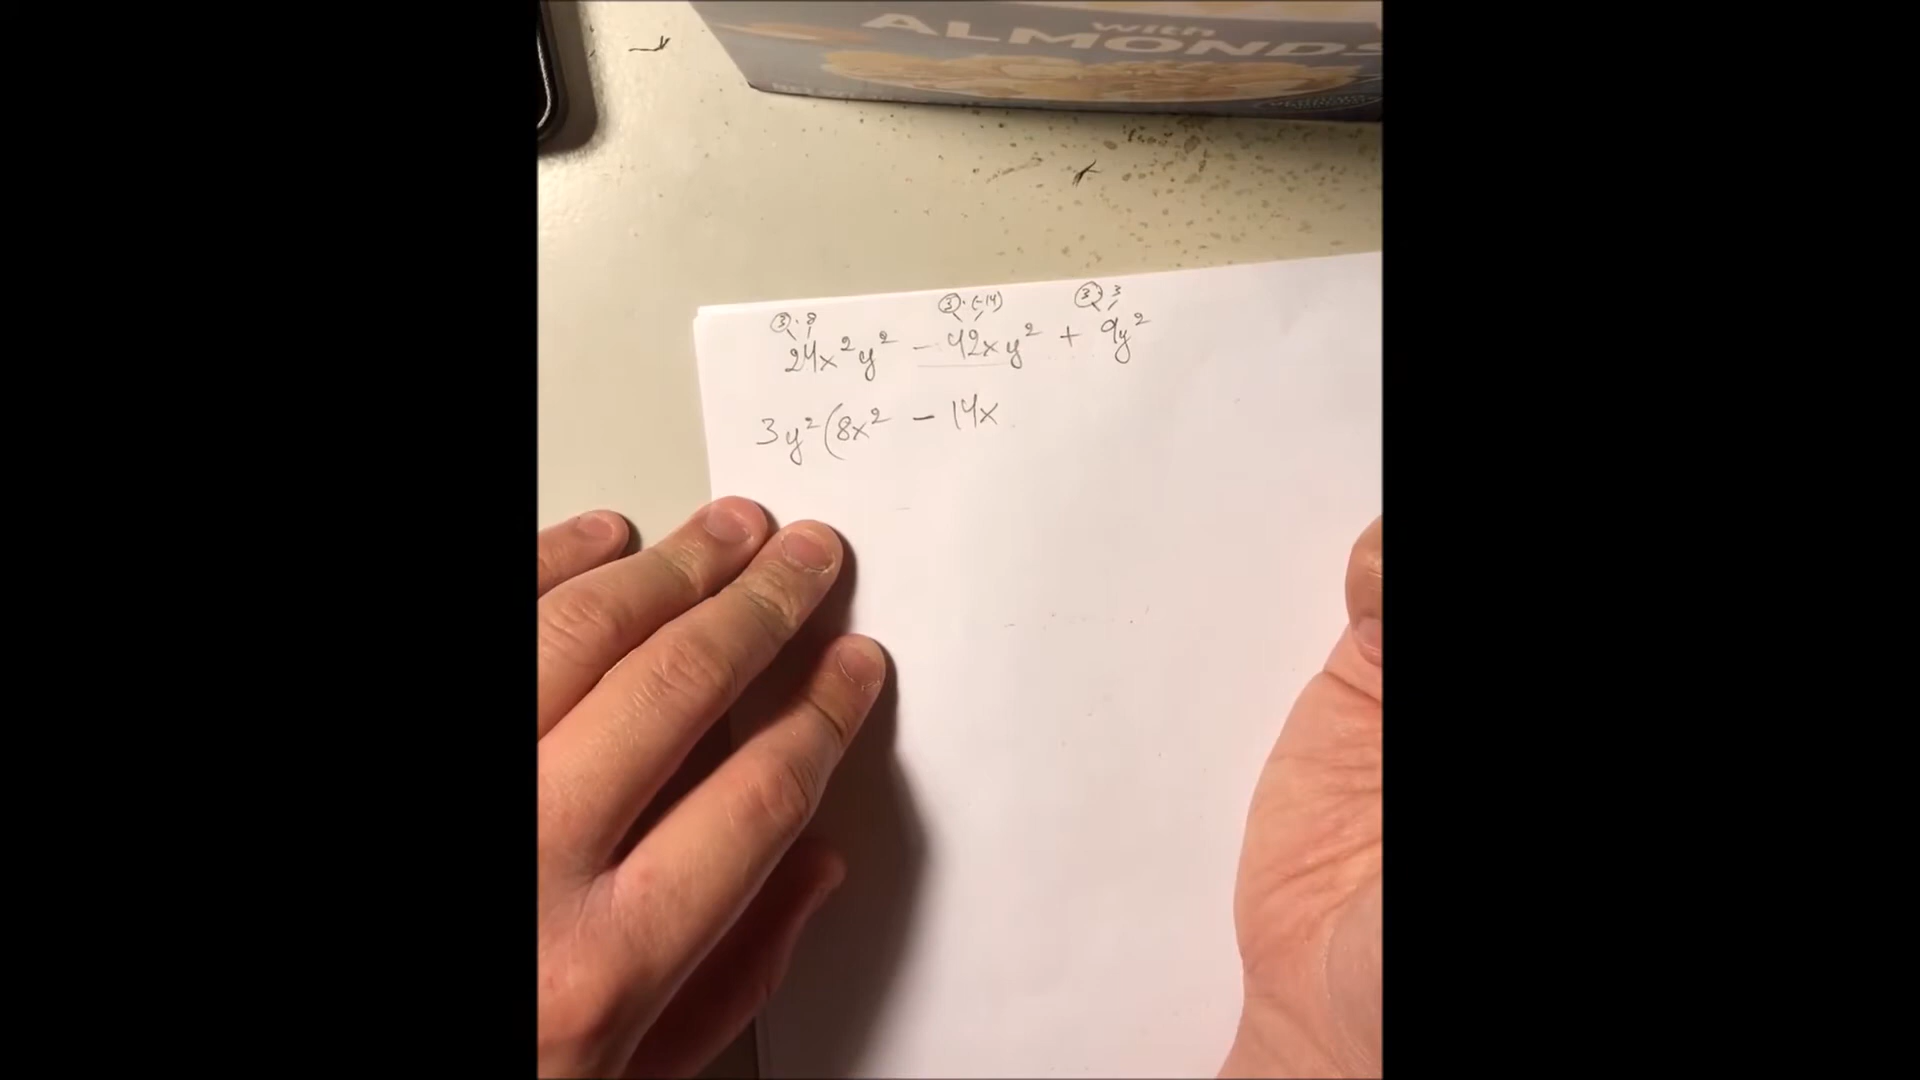 with
ALMONDS
③·8 ③·(-14) ③·3
24x²y² - 42xy² + 9y²
3y²(8x² - 14x